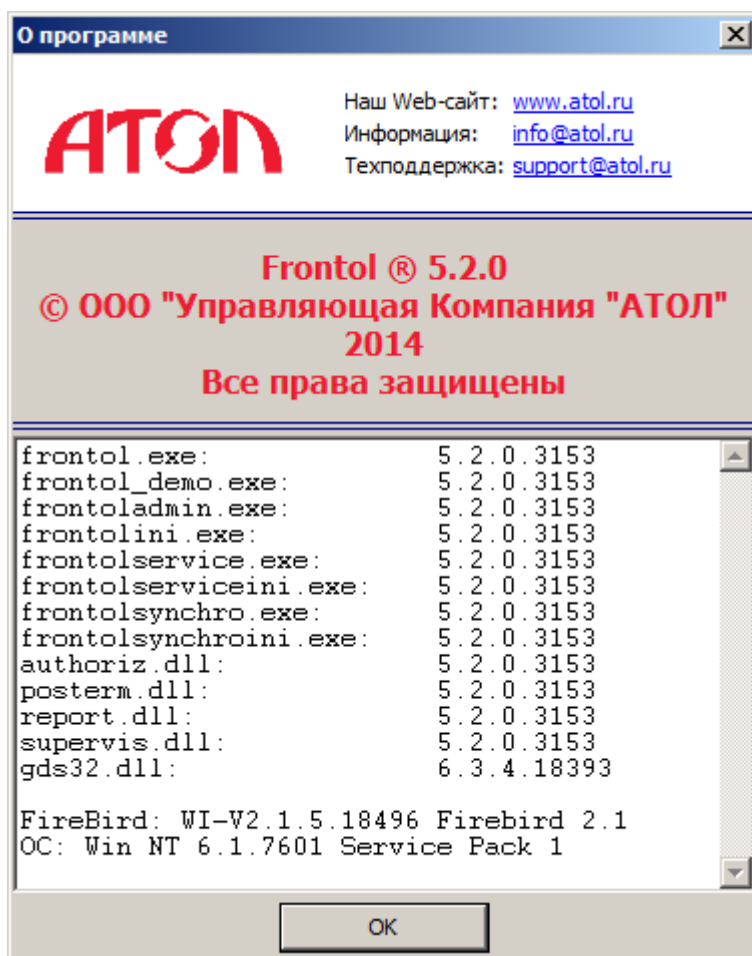 О программе
АТОЛ
Наш Web-сайт: www.atol.ru
Информация: info@atol.ru
Техподдержка: support@atol.ru
Frontol ® 5.2.0
© ООО "Управляющая Компания "АТОЛ"
2014
Все права защищены
frontol.exe: 5.2.0.3153
frontol_demo.exe: 5.2.0.3153
frontoladmin.exe: 5.2.0.3153
frontolini.exe: 5.2.0.3153
frontolservice.exe: 5.2.0.3153
frontolserviceini.exe: 5.2.0.3153
frontolsynchro.exe: 5.2.0.3153
frontolsynchroini.exe: 5.2.0.3153
authoriz.dll: 5.2.0.3153
posterm.dll: 5.2.0.3153
report.dll: 5.2.0.3153
supervis.dll: 5.2.0.3153
gds32.dll: 6.3.4.18393
FireBird: WI-V2.1.5.18496 Firebird 2.1
ОС: Win NT 6.1.7601 Service Pack 1
OK